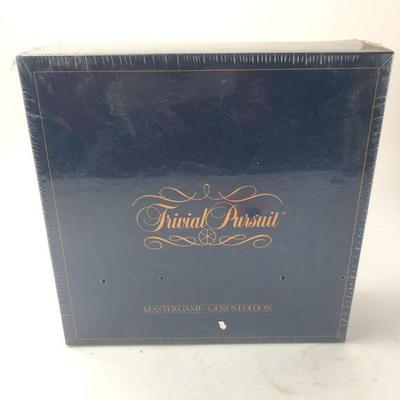 Trivial Pursuit®
MASTER GAME - GENUS EDITION